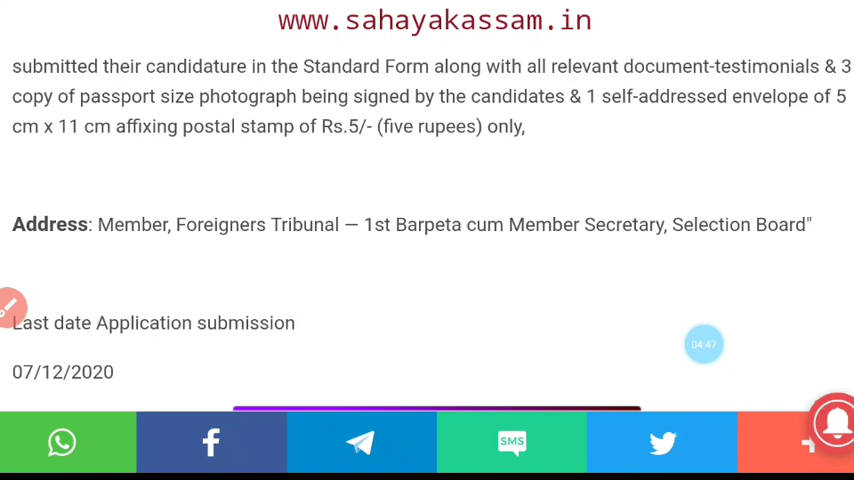 www.sahayakassam.in
submitted their candidature in the Standard Form along with all relevant document-testimonials & 3
copy of passport size photograph being signed by the candidates & 1 self-addressed envelope of 5
cm x 11 cm affixing postal stamp of Rs.5/- (five rupees) only,
Address: Member, Foreigners Tribunal — 1st Barpeta cum Member Secretary, Selection Board"
Last date Application submission
04:47
07/12/2020
SMS